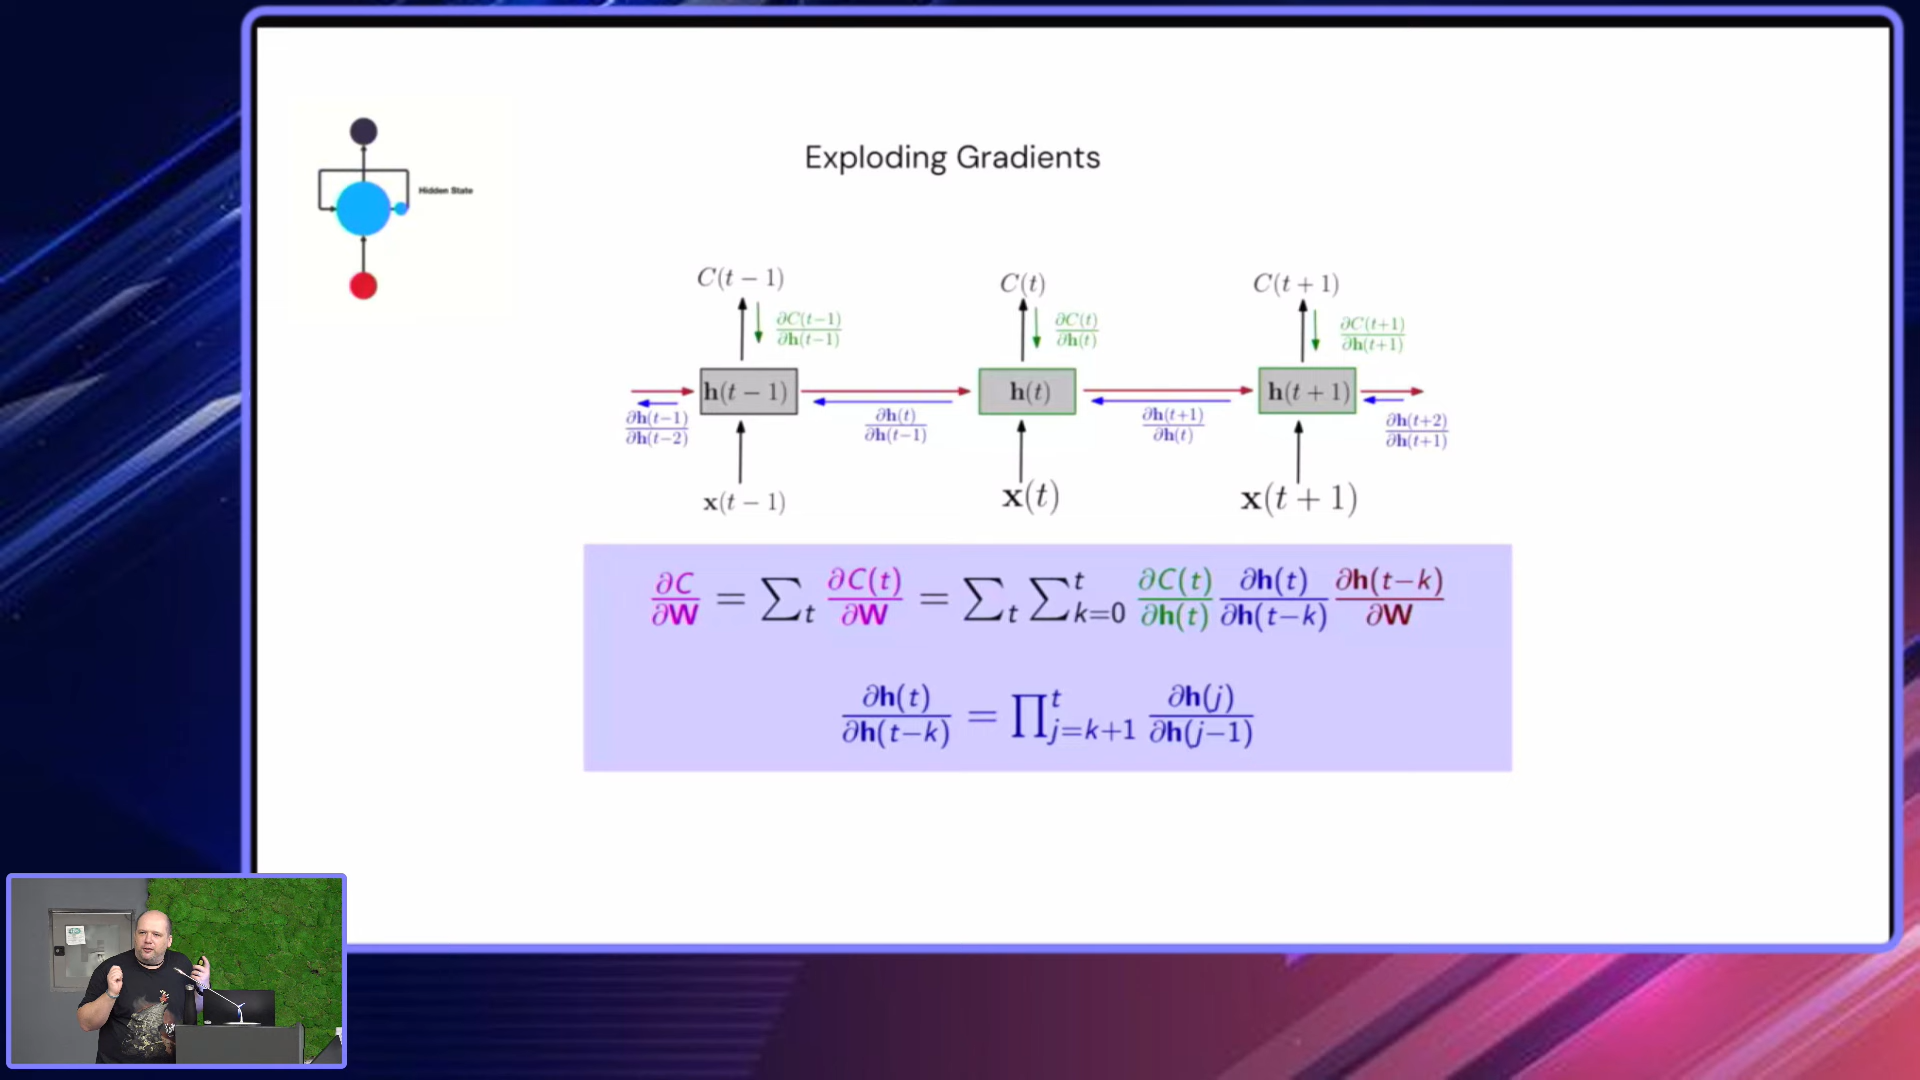 Exploding Gradients
Hidden State
C(t − 1) C(t) C(t + 1)
∂C(t−1)/∂h(t−1) ∂C(t)/∂h(t) ∂C(t+1)/∂h(t+1)
h(t − 1) h(t) h(t + 1)
∂h(t−1)/∂h(t−2) ∂h(t)/∂h(t−1) ∂h(t+1)/∂h(t) ∂h(t+2)/∂h(t+1)
x(t − 1) x(t) x(t + 1)
∂C/∂W = ∑_t ∂C(t)/∂W = ∑_t ∑_{k=0}^{t} ∂C(t)/∂h(t) ∂h(t)/∂h(t−k) ∂h(t−k)/∂W
∂h(t)/∂h(t−k) = ∏_{j=k+1}^{t} ∂h(j)/∂h(j−1)